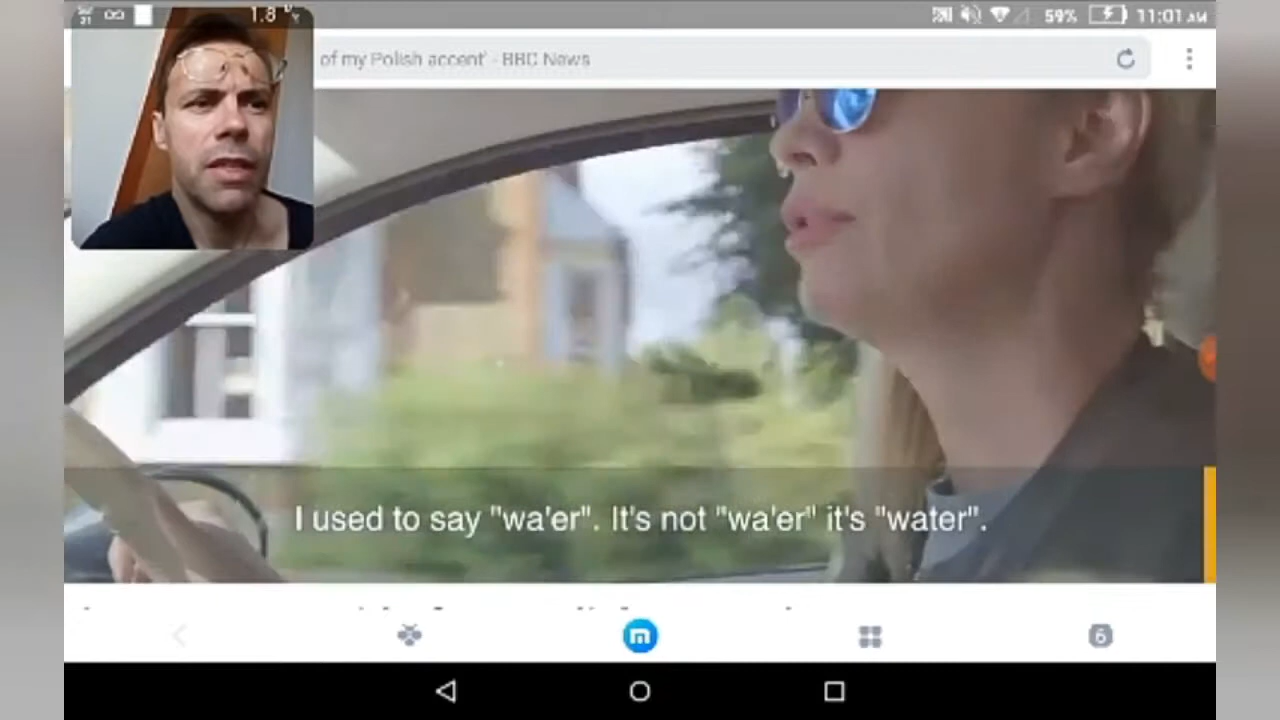 1.8
59% 11:01 AM
of my Polish accent' - BBC News
I used to say "wa'er". It's not "wa'er" it's "water".
6